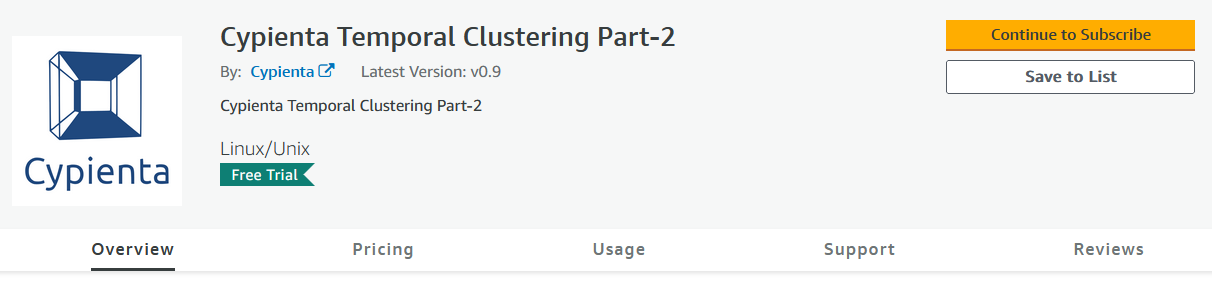 Cypienta Temporal Clustering Part-2
By: Cypienta Latest Version: v0.9
Cypienta Temporal Clustering Part-2
Linux/Unix
Free Trial
Cypienta
Continue to Subscribe
Save to List
Overview Pricing Usage Support Reviews